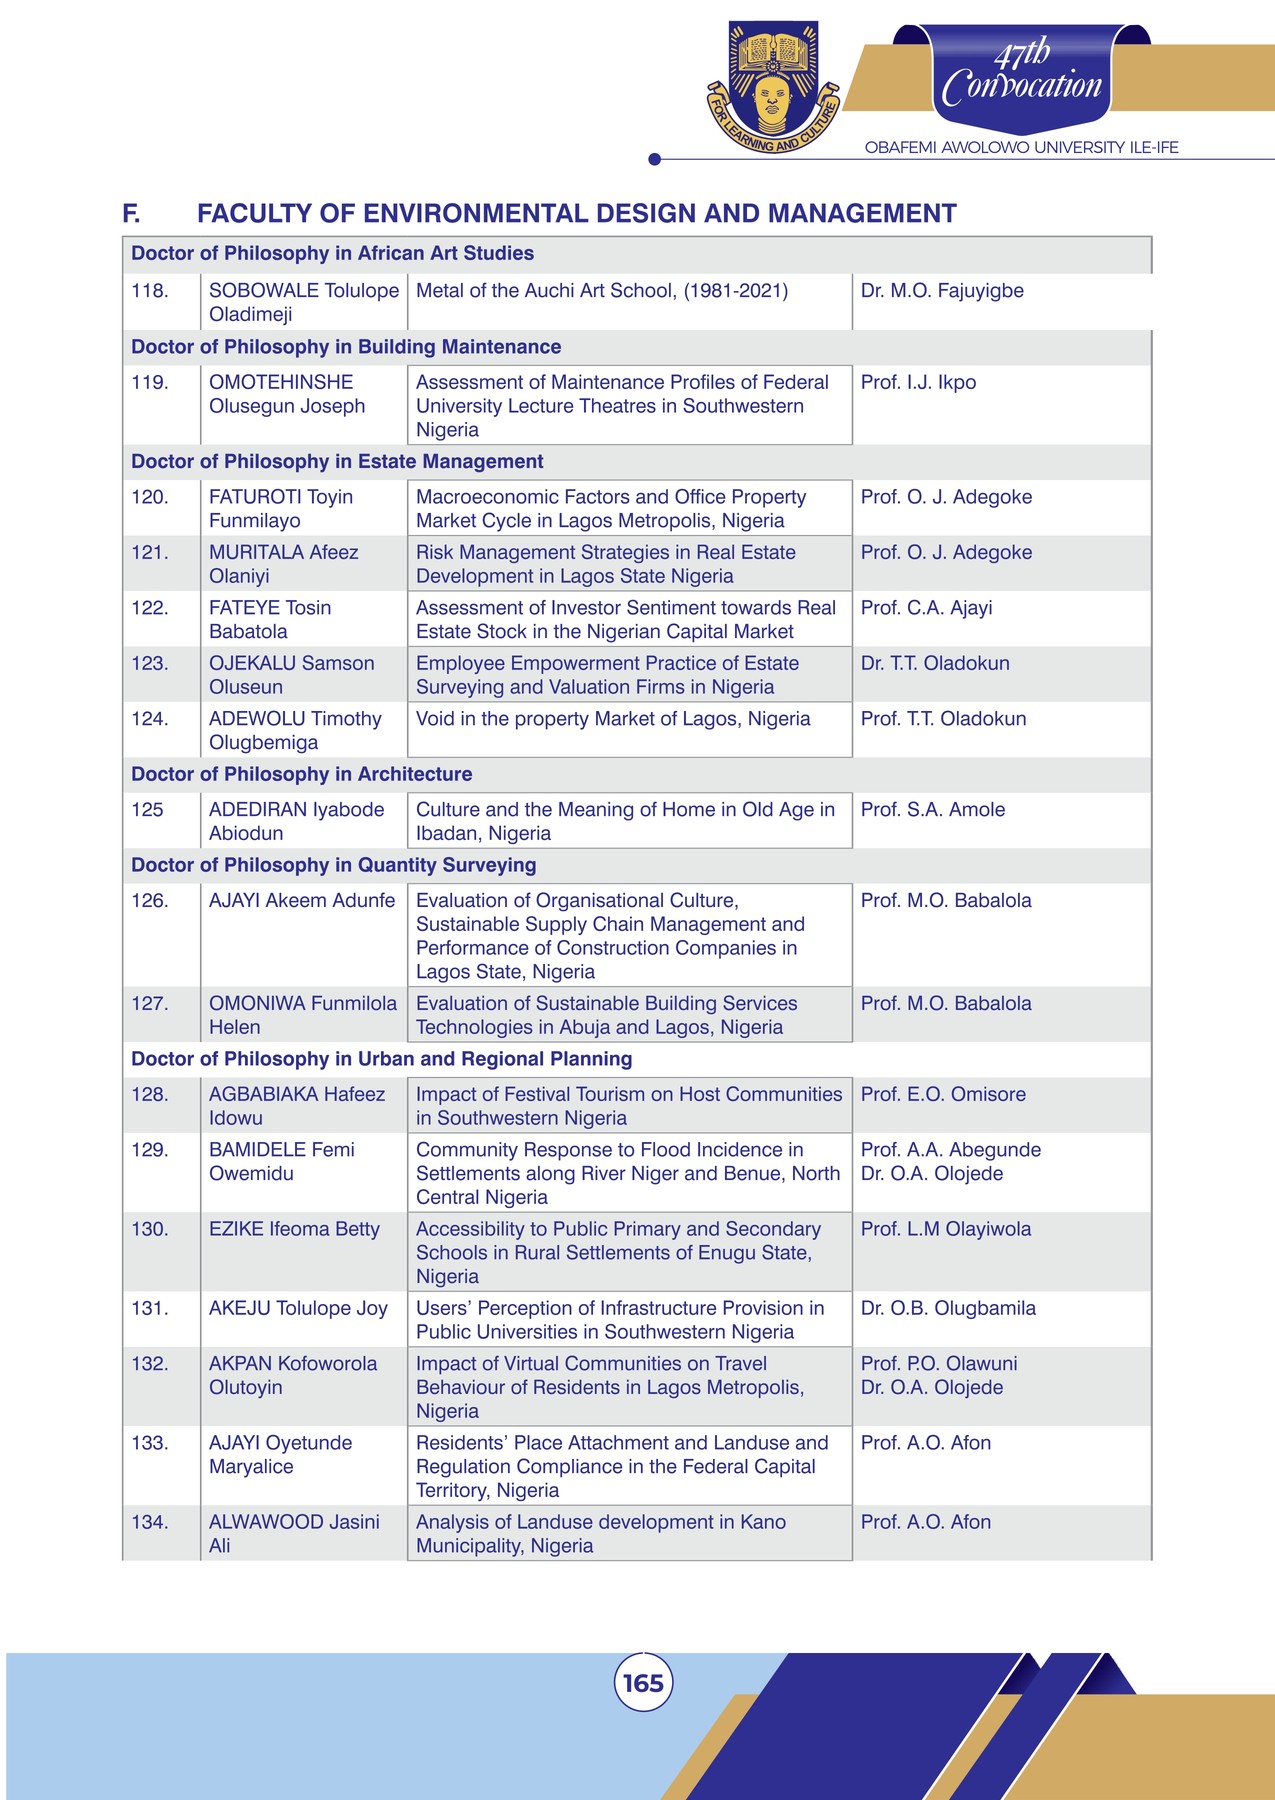 FOR LEARNING AND CULTURE
47th
Convocation
OBAFEMI AWOLOWO UNIVERSITY ILE-IFE
F. FACULTY OF ENVIRONMENTAL DESIGN AND MANAGEMENT
Doctor of Philosophy in African Art Studies
118. SOBOWALE Tolulope Metal of the Auchi Art School, (1981-2021) Dr. M.O. Fajuyigbe
Oladimeji
Doctor of Philosophy in Building Maintenance
119. OMOTEHINSHE Assessment of Maintenance Profiles of Federal Prof. I.J. Ikpo
Olusegun Joseph University Lecture Theatres in Southwestern
Nigeria
Doctor of Philosophy in Estate Management
120. FATUROTI Toyin Macroeconomic Factors and Office Property Prof. O. J. Adegoke
Funmilayo Market Cycle in Lagos Metropolis, Nigeria
121. MURITALA Afeez Risk Management Strategies in Real Estate Prof. O. J. Adegoke
Olaniyi Development in Lagos State Nigeria
122. FATEYE Tosin Assessment of Investor Sentiment towards Real Prof. C.A. Ajayi
Babatola Estate Stock in the Nigerian Capital Market
123. OJEKALU Samson Employee Empowerment Practice of Estate Dr. T.T. Oladokun
Oluseun Surveying and Valuation Firms in Nigeria
124. ADEWOLU Timothy Void in the property Market of Lagos, Nigeria Prof. T.T. Oladokun
Olugbemiga
Doctor of Philosophy in Architecture
125 ADEDIRAN Iyabode Culture and the Meaning of Home in Old Age in Prof. S.A. Amole
Abiodun Ibadan, Nigeria
Doctor of Philosophy in Quantity Surveying
126. AJAYI Akeem Adunfe Evaluation of Organisational Culture, Prof. M.O. Babalola
Sustainable Supply Chain Management and
Performance of Construction Companies in
Lagos State, Nigeria
127. OMONIWA Funmilola Evaluation of Sustainable Building Services Prof. M.O. Babalola
Helen Technologies in Abuja and Lagos, Nigeria
Doctor of Philosophy in Urban and Regional Planning
128. AGBABIAKA Hafeez Impact of Festival Tourism on Host Communities Prof. E.O. Omisore
Idowu in Southwestern Nigeria
129. BAMIDELE Femi Community Response to Flood Incidence in Prof. A.A. Abegunde
Owemidu Settlements along River Niger and Benue, North Dr. O.A. Olojede
Central Nigeria
130. EZIKE Ifeoma Betty Accessibility to Public Primary and Secondary Prof. L.M Olayiwola
Schools in Rural Settlements of Enugu State,
Nigeria
131. AKEJU Tolulope Joy Users’ Perception of Infrastructure Provision in Dr. O.B. Olugbamila
Public Universities in Southwestern Nigeria
132. AKPAN Kofoworola Impact of Virtual Communities on Travel Prof. P.O. Olawuni
Olutoyin Behaviour of Residents in Lagos Metropolis, Dr. O.A. Olojede
Nigeria
133. AJAYI Oyetunde Residents’ Place Attachment and Landuse and Prof. A.O. Afon
Maryalice Regulation Compliance in the Federal Capital
Territory, Nigeria
134. ALWAWOOD Jasini Analysis of Landuse development in Kano Prof. A.O. Afon
Ali Municipality, Nigeria
165